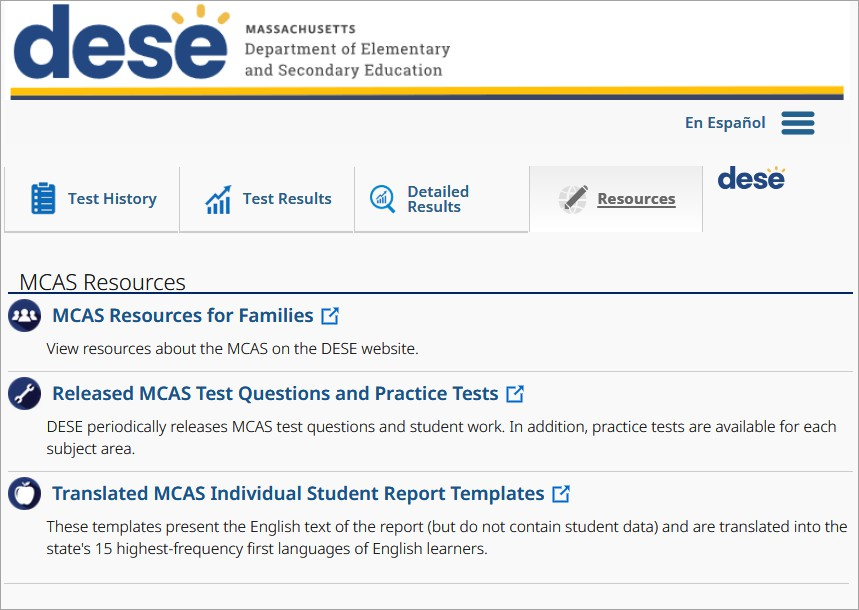 dese
MASSACHUSETTS
Department of Elementary
and Secondary Education
En Español
Test History
Test Results
Detailed
Results
Resources
dese
MCAS Resources
MCAS Resources for Families
View resources about the MCAS on the DESE website.
Released MCAS Test Questions and Practice Tests
DESE periodically releases MCAS test questions and student work. In addition, practice tests are available for each
subject area.
Translated MCAS Individual Student Report Templates
These templates present the English text of the report (but do not contain student data) and are translated into the
state's 15 highest-frequency first languages of English learners.